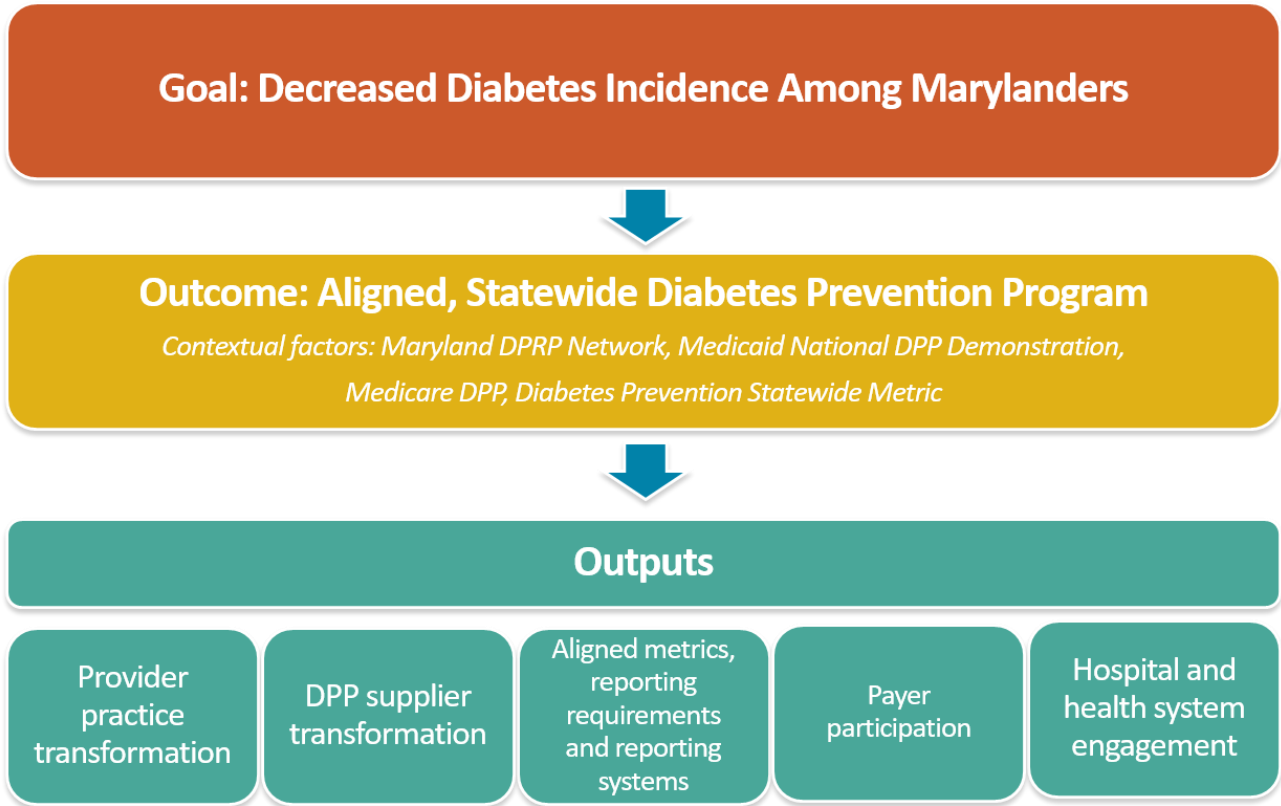 Goal: Decreased Diabetes Incidence Among Marylanders
Outcome: Aligned, Statewide Diabetes Prevention Program
Contextual factors: Maryland DPRP Network, Medicaid National DPP Demonstration,
Medicare DPP, Diabetes Prevention Statewide Metric
Outputs
Provider
practice
transformation
DPP supplier
transformation
Aligned metrics,
reporting
requirements
and reporting
systems
Payer
participation
Hospital and
health system
engagement